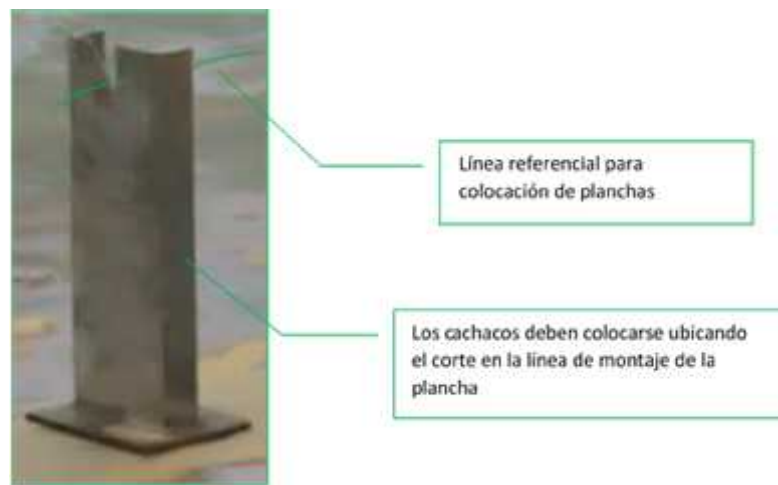 Línea referencial para
colocación de planchas
Los cachacos deben colocarse ubicando
el corte en la línea de montaje de la
plancha